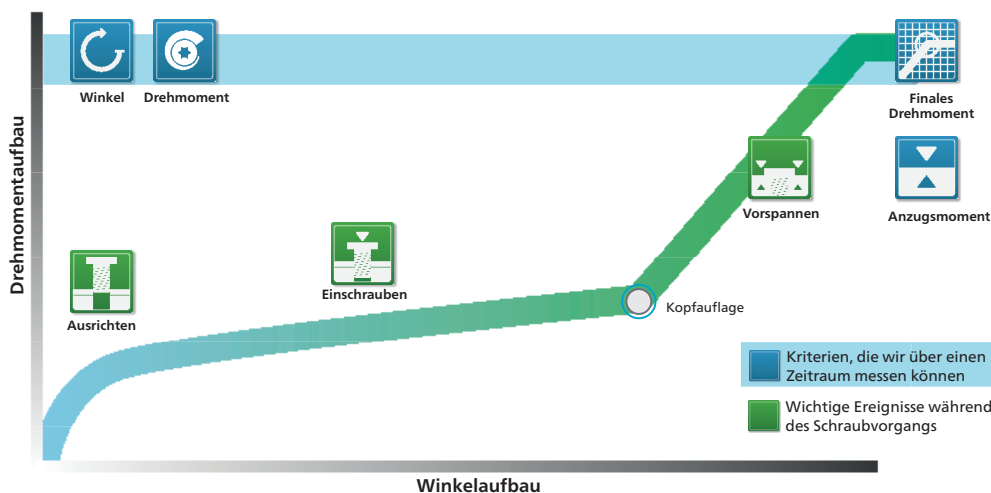 Winkel
Drehmoment
Finales
Drehmoment
Drehmomentaufbau
Vorspannen
Anzugsmoment
Einschrauben
Ausrichten
Kopfauflage
Kriterien, die wir über einen
Zeitraum messen können
Wichtige Ereignisse während
des Schraubvorgangs
Winkelaufbau